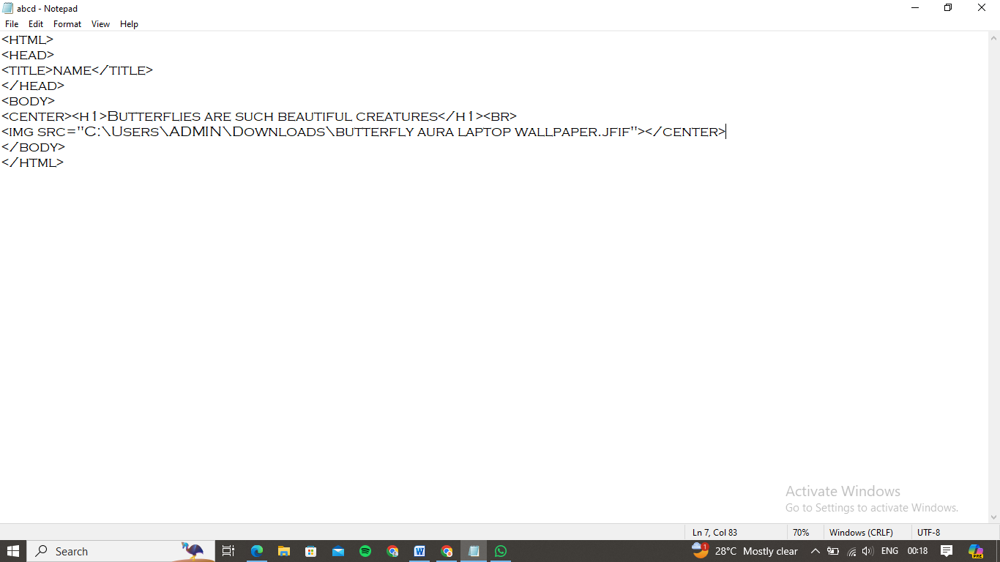 abcd - Notepad
File Edit Format View Help
<HTML>
<HEAD>
<TITLE>NAME</TITLE>
</HEAD>
<BODY>
<CENTER><H1>BUTTERFLIES ARE SUCH BEAUTIFUL CREATURES</H1><BR>
<IMG SRC="C:\USERS\ADMIN\DOWNLOADS\BUTTERFLY AURA LAPTOP WALLPAPER.JFIF"></CENTER>
</BODY>
</HTML>
Activate Windows
Go to Settings to activate Windows.
Ln 7, Col 83 70% Windows (CRLF) UTF-8
Search W 1 28°C Mostly clear ENG 00:18 PRE